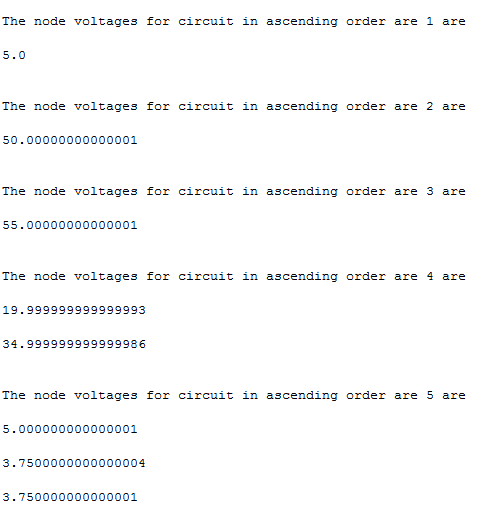 The node voltages for circuit in ascending order are 1 are
5.0
The node voltages for circuit in ascending order are 2 are
50.00000000000001
The node voltages for circuit in ascending order are 3 are
55.00000000000001
The node voltages for circuit in ascending order are 4 are
19.999999999999993
34.999999999999986
The node voltages for circuit in ascending order are 5 are
5.000000000000001
3.7500000000000004
3.750000000000001